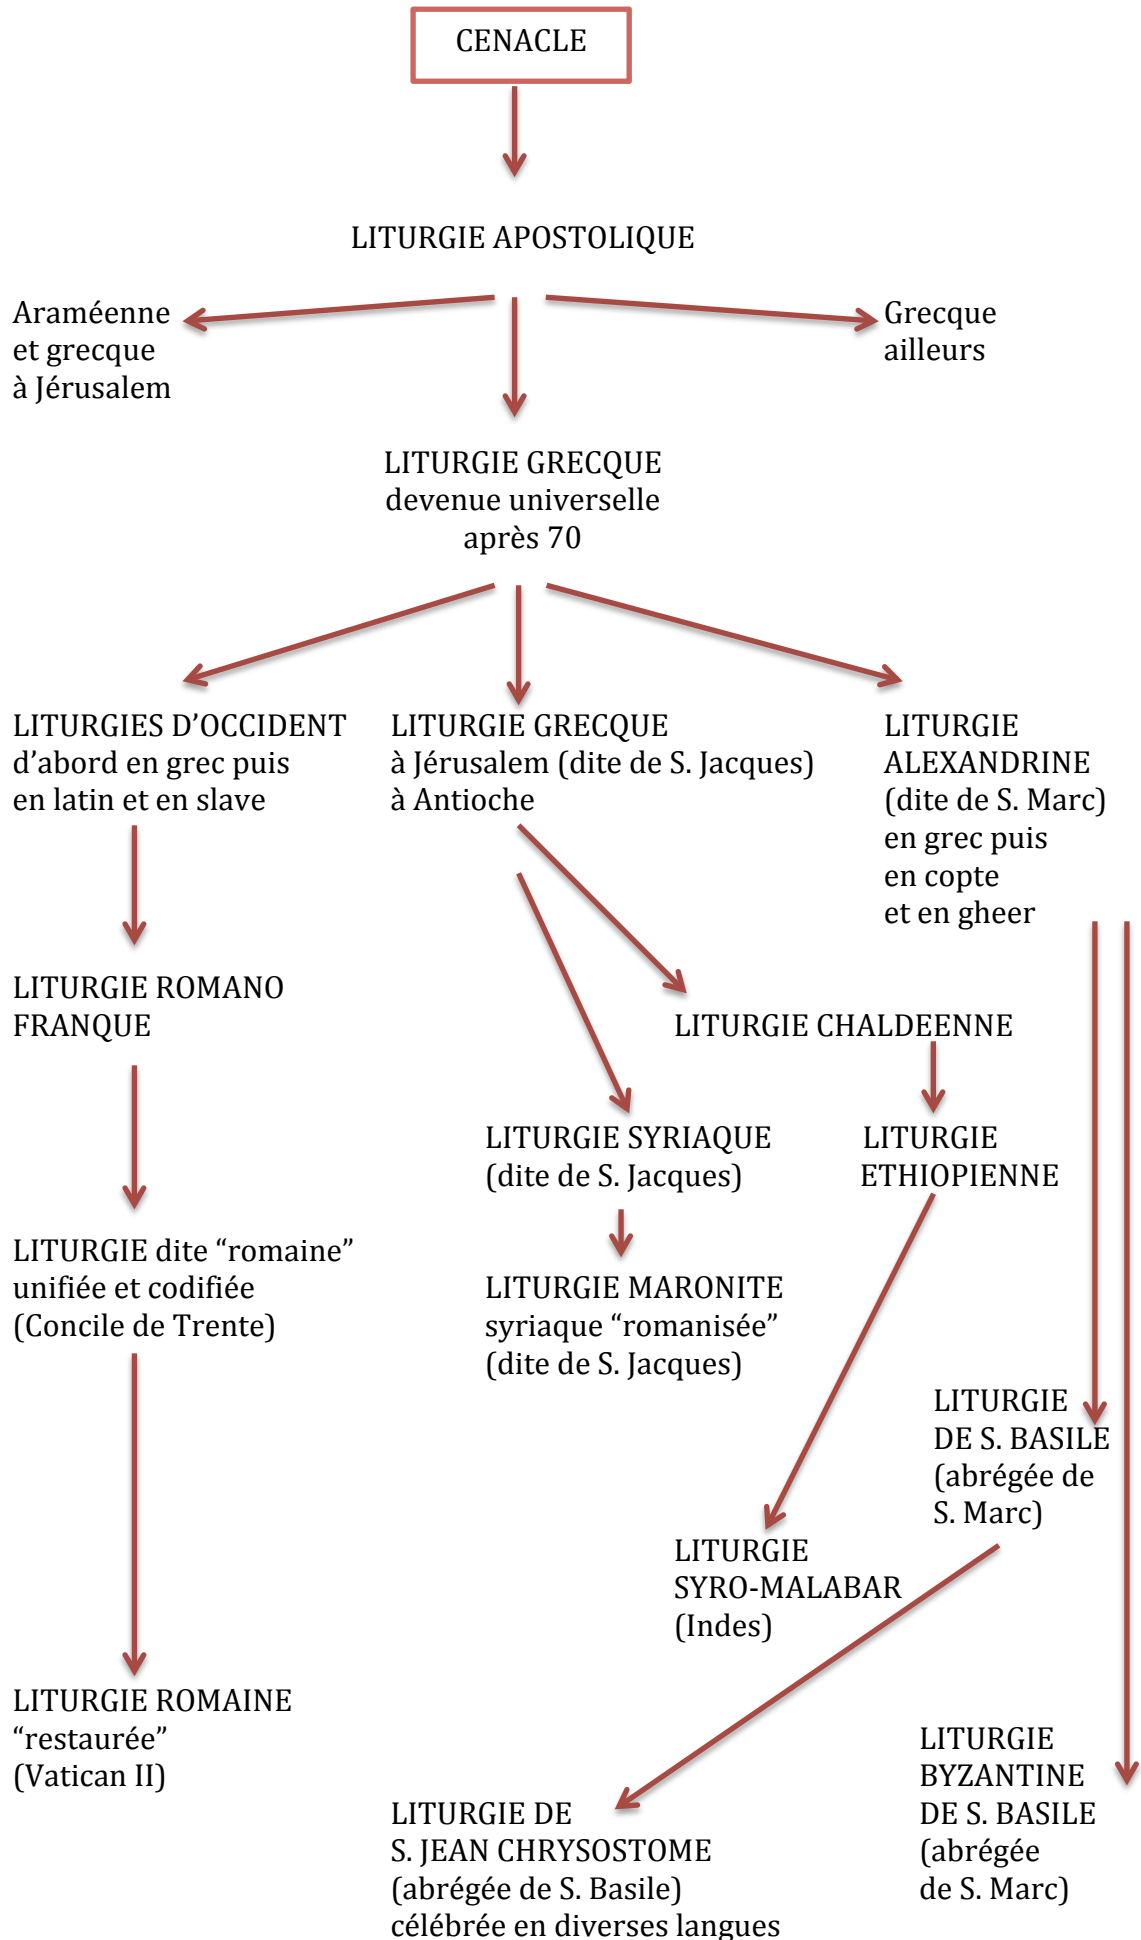 CENACLE
LITURGIE APOSTOLIQUE
Araméenne
et grecque
à Jérusalem
Grecque
ailleurs
LITURGIE GRECQUE
devenue universelle
après 70
LITURGIES D’OCCIDENT
d’abord en grec puis
en latin et en slave
LITURGIE GRECQUE
à Jérusalem (dite de S. Jacques)
à Antioche
LITURGIE
ALEXANDRINE
(dite de S. Marc)
en grec puis
en copte
et en gheer
LITURGIE ROMANO
FRANQUE
LITURGIE CHALDEENNE
LITURGIE SYRIAQUE
(dite de S. Jacques)
LITURGIE
ETHIOPIENNE
LITURGIE dite “romaine”
unifiée et codifiée
(Concile de Trente)
LITURGIE MARONITE
syriaque “romanisée”
(dite de S. Jacques)
LITURGIE
DE S. BASILE
(abrégée de
S. Marc)
LITURGIE
SYRO-MALABAR
(Indes)
LITURGIE ROMAINE
“restaurée”
(Vatican II)
LITURGIE
BYZANTINE
DE S. BASILE
(abrégée
de S. Marc)
LITURGIE DE
S. JEAN CHRYSOSTOME
(abrégée de S. Basile)
célébrée en diverses langues